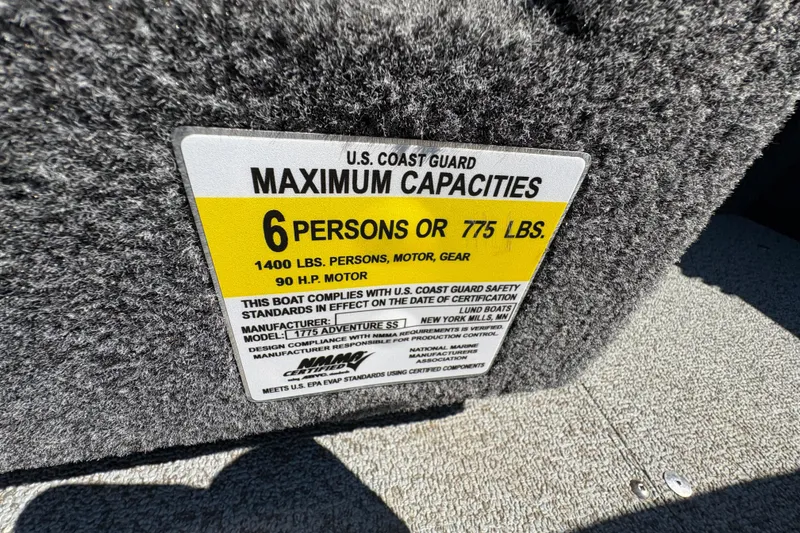 U.S. COAST GUARD
MAXIMUM CAPACITIES
6 PERSONS OR 775 LBS.
1400 LBS. PERSONS, MOTOR, GEAR
90 H.P. MOTOR
THIS BOAT COMPLIES WITH U.S. COAST GUARD SAFETY
STANDARDS IN EFFECT ON THE DATE OF CERTIFICATION
MANUFACTURER: LUND BOATS
NEW YORK MILLS, MN
MODEL: 1775 ADVENTURE SS
DESIGN COMPLIANCE WITH NMMA REQUIREMENTS IS VERIFIED.
MANUFACTURER RESPONSIBLE FOR PRODUCTION CONTROL.
NMMA
CERTIFIED
using ABYC standards
NATIONAL MARINE
MANUFACTURERS
ASSOCIATION
MEETS U.S. EPA EVAP STANDARDS USING CERTIFIED COMPONENTS